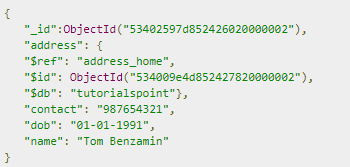 {
"_id":ObjectId("53402597d852426020000002"),
"address": {
"$ref": "address_home",
"$id": ObjectId("534009e4d852427820000002"),
"$db": "tutorialspoint"},
"contact": "987654321",
"dob": "01-01-1991",
"name": "Tom Benzamin"
}